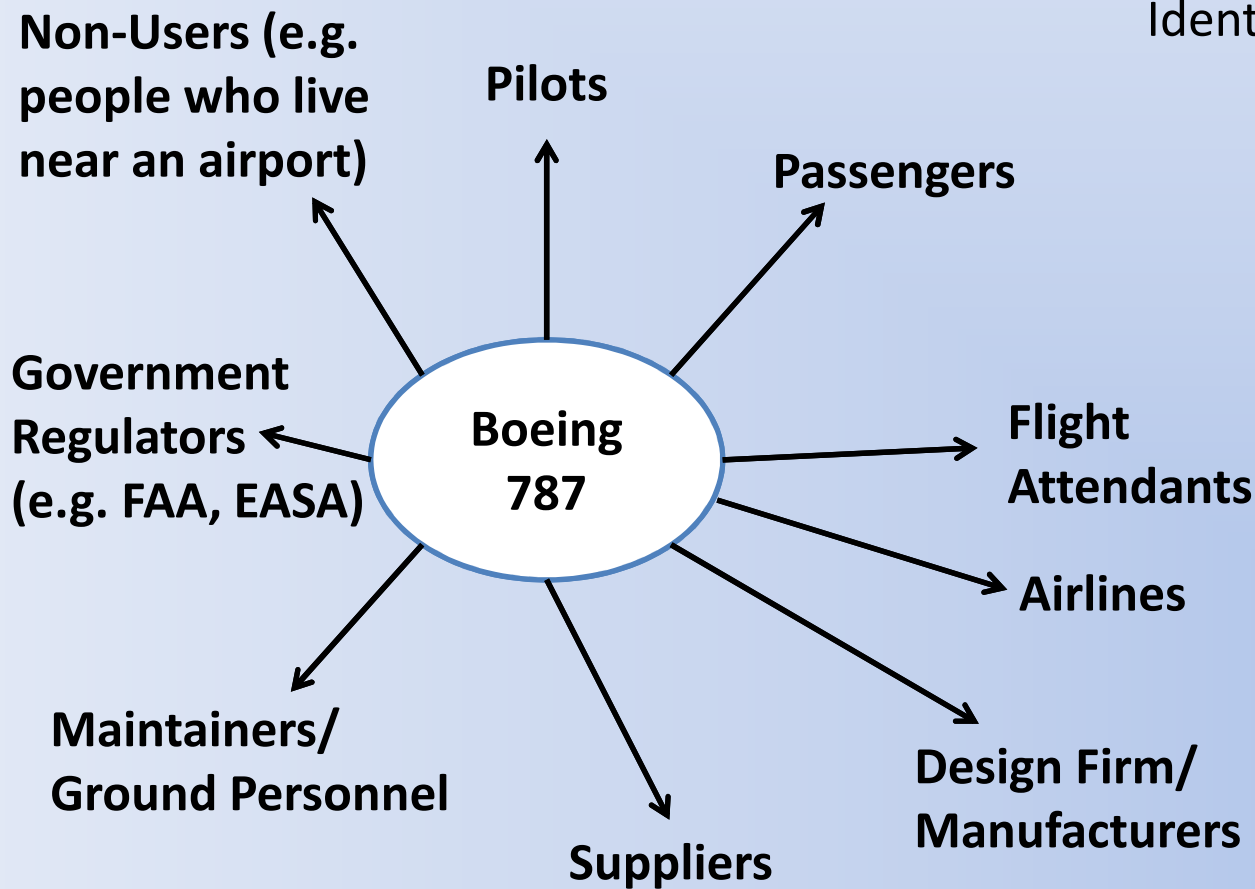 Ident
Non-Users (e.g.
people who live
near an airport)
Pilots
Passengers
Government
Regulators
(e.g. FAA, EASA)
Boeing
787
Flight
Attendants
Airlines
Maintainers/
Ground Personnel
Design Firm/
Manufacturers
Suppliers